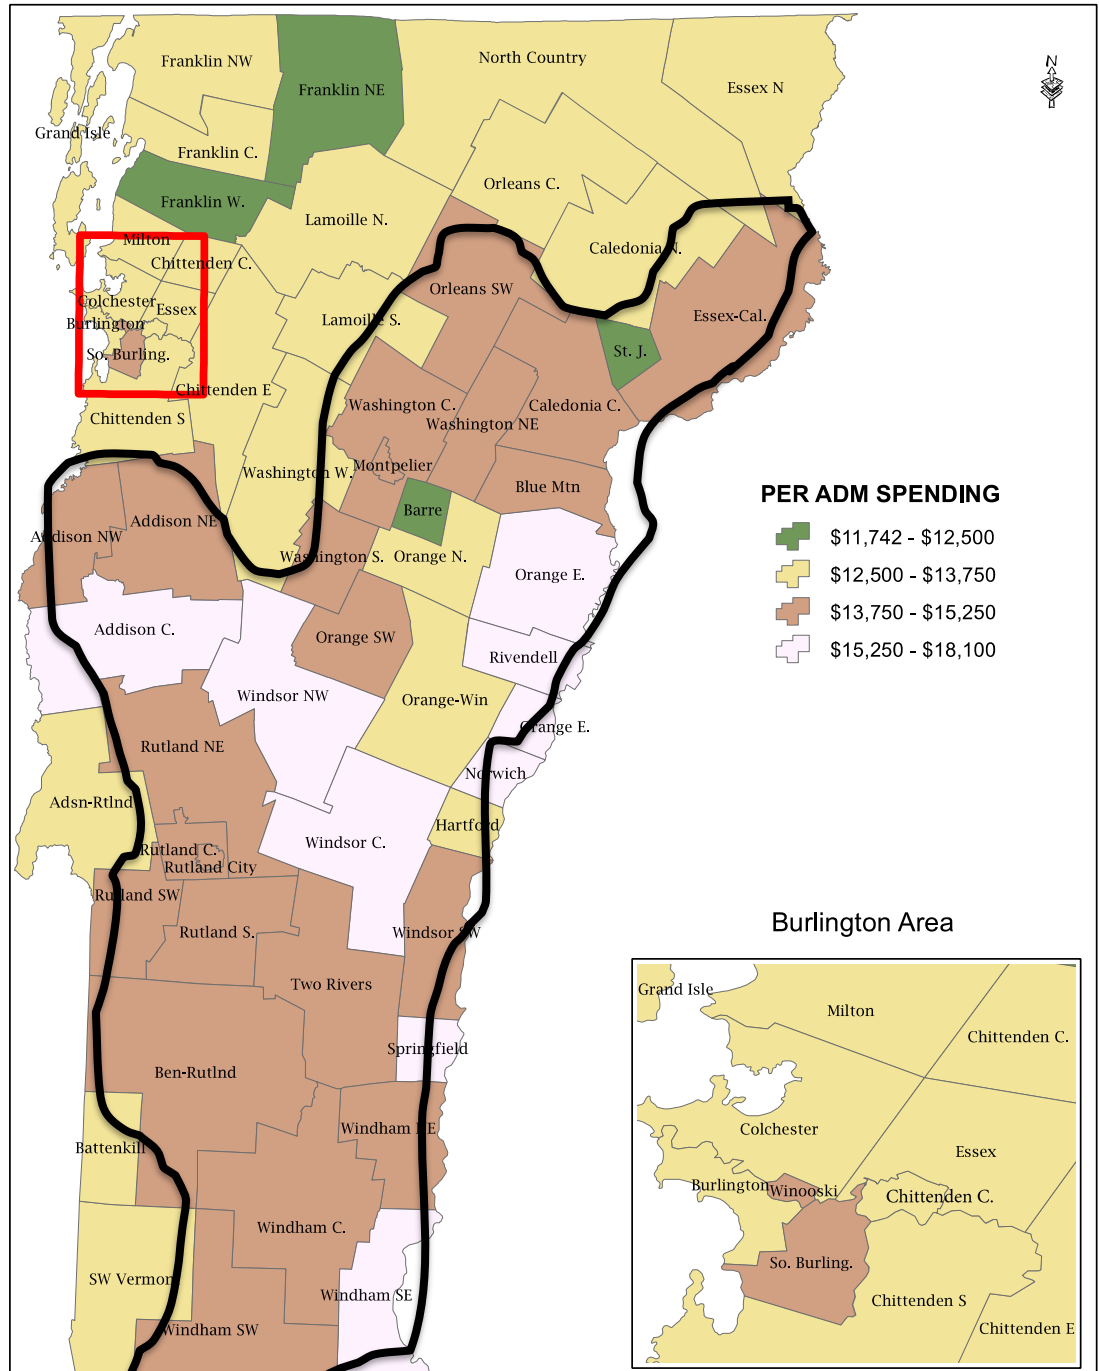 Franklin NW
North Country
Franklin NE
Essex N
N
Grand Isle
Franklin C.
Orleans C.
Franklin W.
Lamoille N.
Milton
Caledonia N.
Chittenden C.
Orleans SW
Colchester
Essex
Burlington
Lamoille S.
Essex-Cal.
So. Burling.
St. J.
Chittenden E
Washington C.
Caledonia C.
Chittenden S
Washington NE
Washington W.
Montpelier
Blue Mtn
Barre
Addison NE
Addison NW
Washington S.
Orange N.
Orange E.
Addison C.
Orange SW
Rivendell
Windsor NW
Orange-Win
Orange E.
Rutland NE
Norwich
Adsn-Rtlnd
Hartford
Windsor C.
Rutland C.
Rutland City
Rutland SW
Rutland S.
Windsor SW
Two Rivers
Springfield
Ben-Rutlnd
Windham NE
Battenkill
Windham C.
SW Vermont
Windham SE
Windham SW
PER ADM SPENDING
$11,742 - $12,500
$12,500 - $13,750
$13,750 - $15,250
$15,250 - $18,100
Burlington Area
Grand Isle
Milton
Chittenden C.
Colchester
Essex
Burlington
Winooski
Chittenden C.
So. Burling.
Chittenden S
Chittenden E